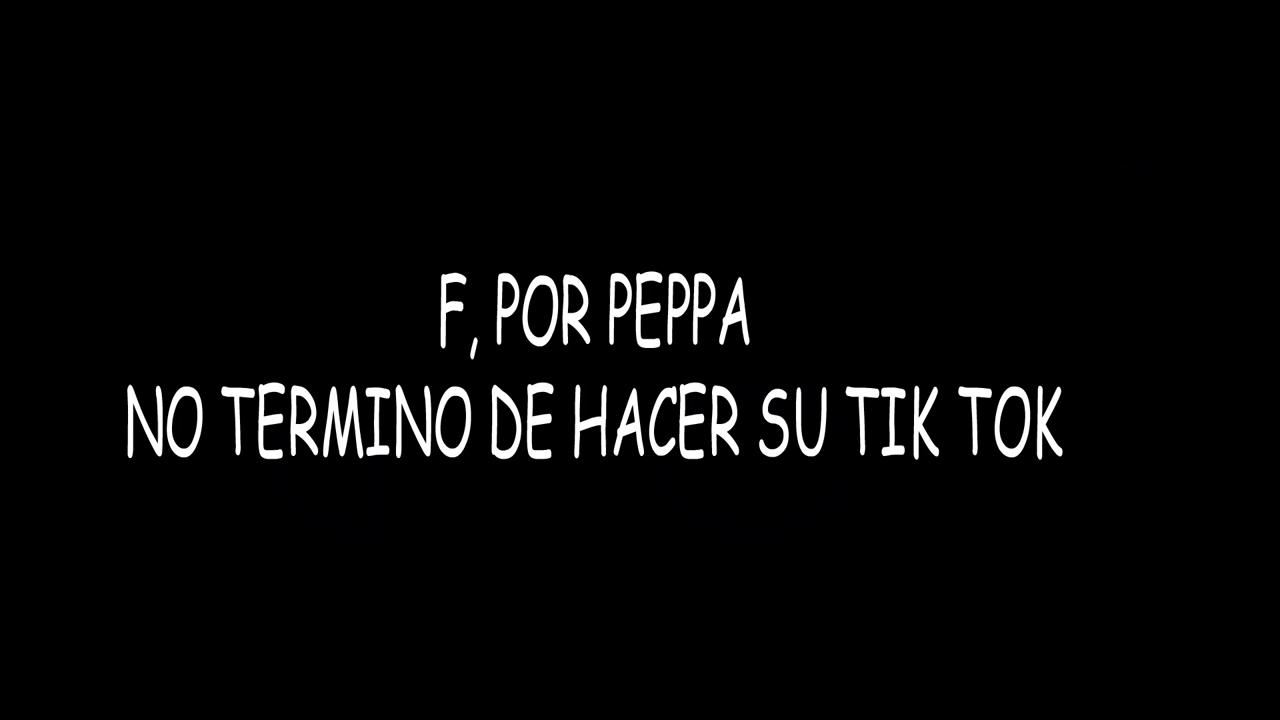 F, POR PEPPA
NO TERMINO DE HACER SU TIK TOK